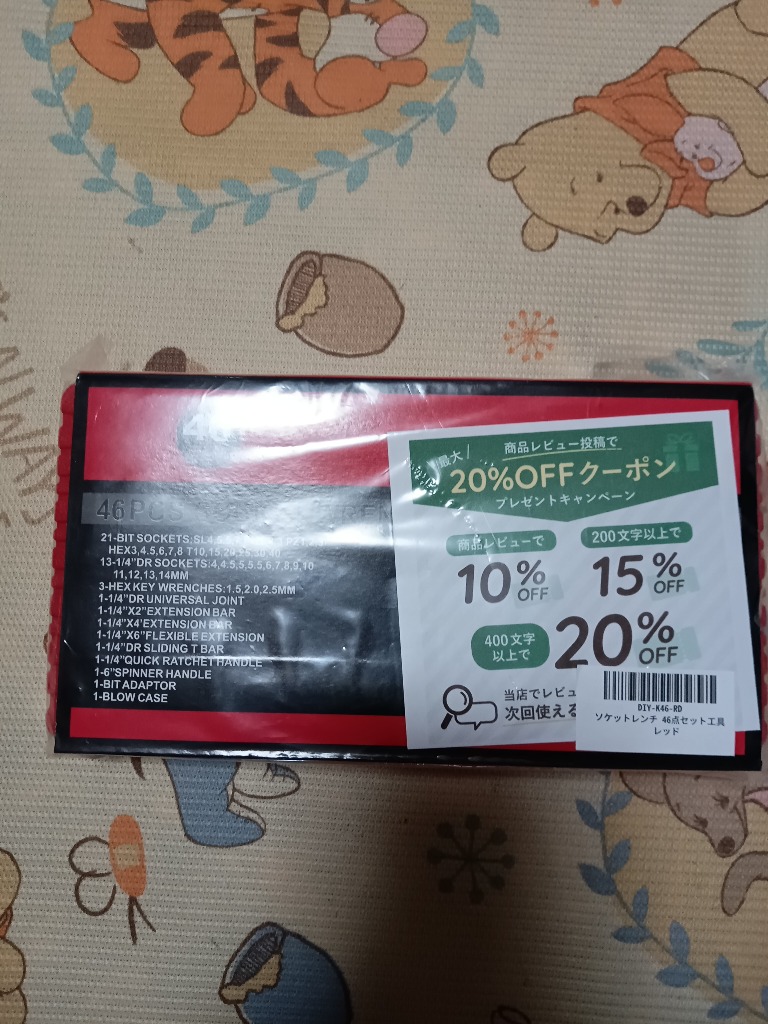 46
46PC
21-BIT SOCKETS:SL4,5.5
HEX3,4,5,6,7,8 T10,15,20,25,30,40
13-1/4"DR SOCKETS:4,4.5,5,5.5,6,7,8,9,10
11,12,13,14MM
3-HEX KEY WRENCHES:1.5,2.0,2.5MM
1-1/4"DR UNIVERSAL JOINT
1-1/4"X2"EXTENSION BAR
1-1/4"X4"EXTENSION BAR
1-1/4"X6"FLEXIBLE EXTENSION
1-1/4"DR SLIDING T BAR
1-1/4"QUICK RATCHET HANDLE
1-6"SPINNER HANDLE
1-BIT ADAPTOR
1-BLOW CASE
商品レビュー投稿で
最大
20%OFFクーポン
プレゼントキャンペーン
商品レビューで
10%OFF
200文字以上で
15%OFF
400文字以上で
20%OFF
当店でレビュ
次回使える
DIY-K46-RD
ソケットレンチ 46点セット工具
レッド